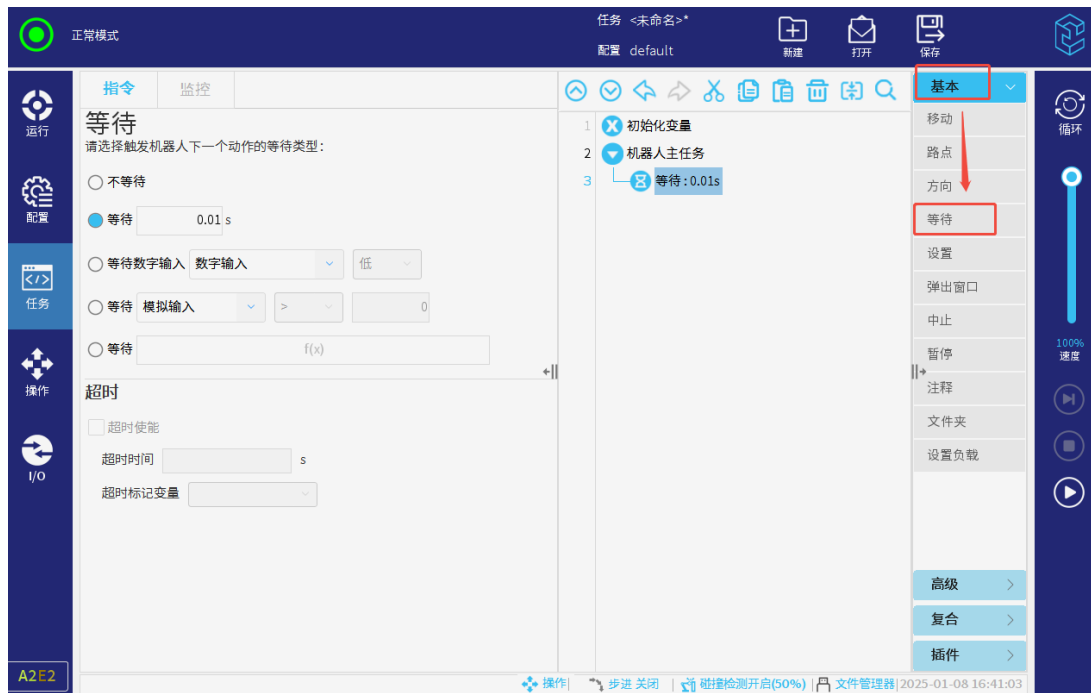 正常模式
任务 <未命名>*
配置 default
新建
打开
保存
运行
配置
任务
操作
I/O
A2E2
指令
监控
等待
请选择触发机器人下一个动作的等待类型:
不等待
等待 0.01 s
等待数字输入 数字输入 低
等待 模拟输入 > 0
等待 f(x)
超时
超时使能
超时时间 s
超时标记变量
1 初始化变量
2 机器人主任务
3 等待:0.01s
基本
移动
路点
方向
等待
设置
弹出窗口
中止
暂停
注释
文件夹
设置负载
高级
复合
插件
循环
100%
速度
操作
步进 关闭
碰撞检测开启(50%)
文件管理器
2025-01-08 16:41:03